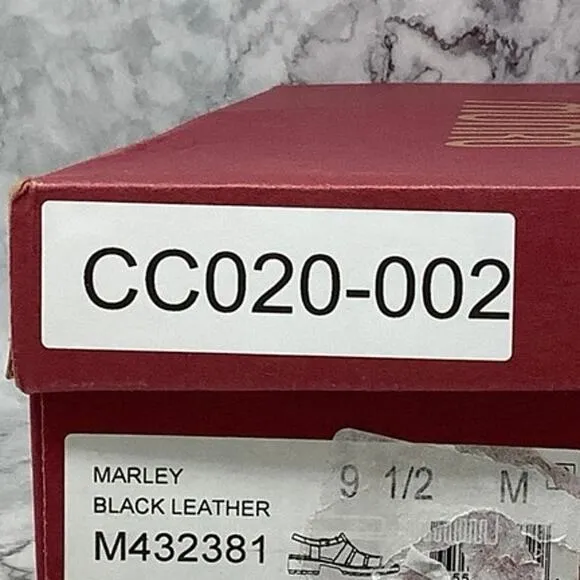 CC020-002
MARLEY
9 1/2 M
BLACK LEATHER
M432381